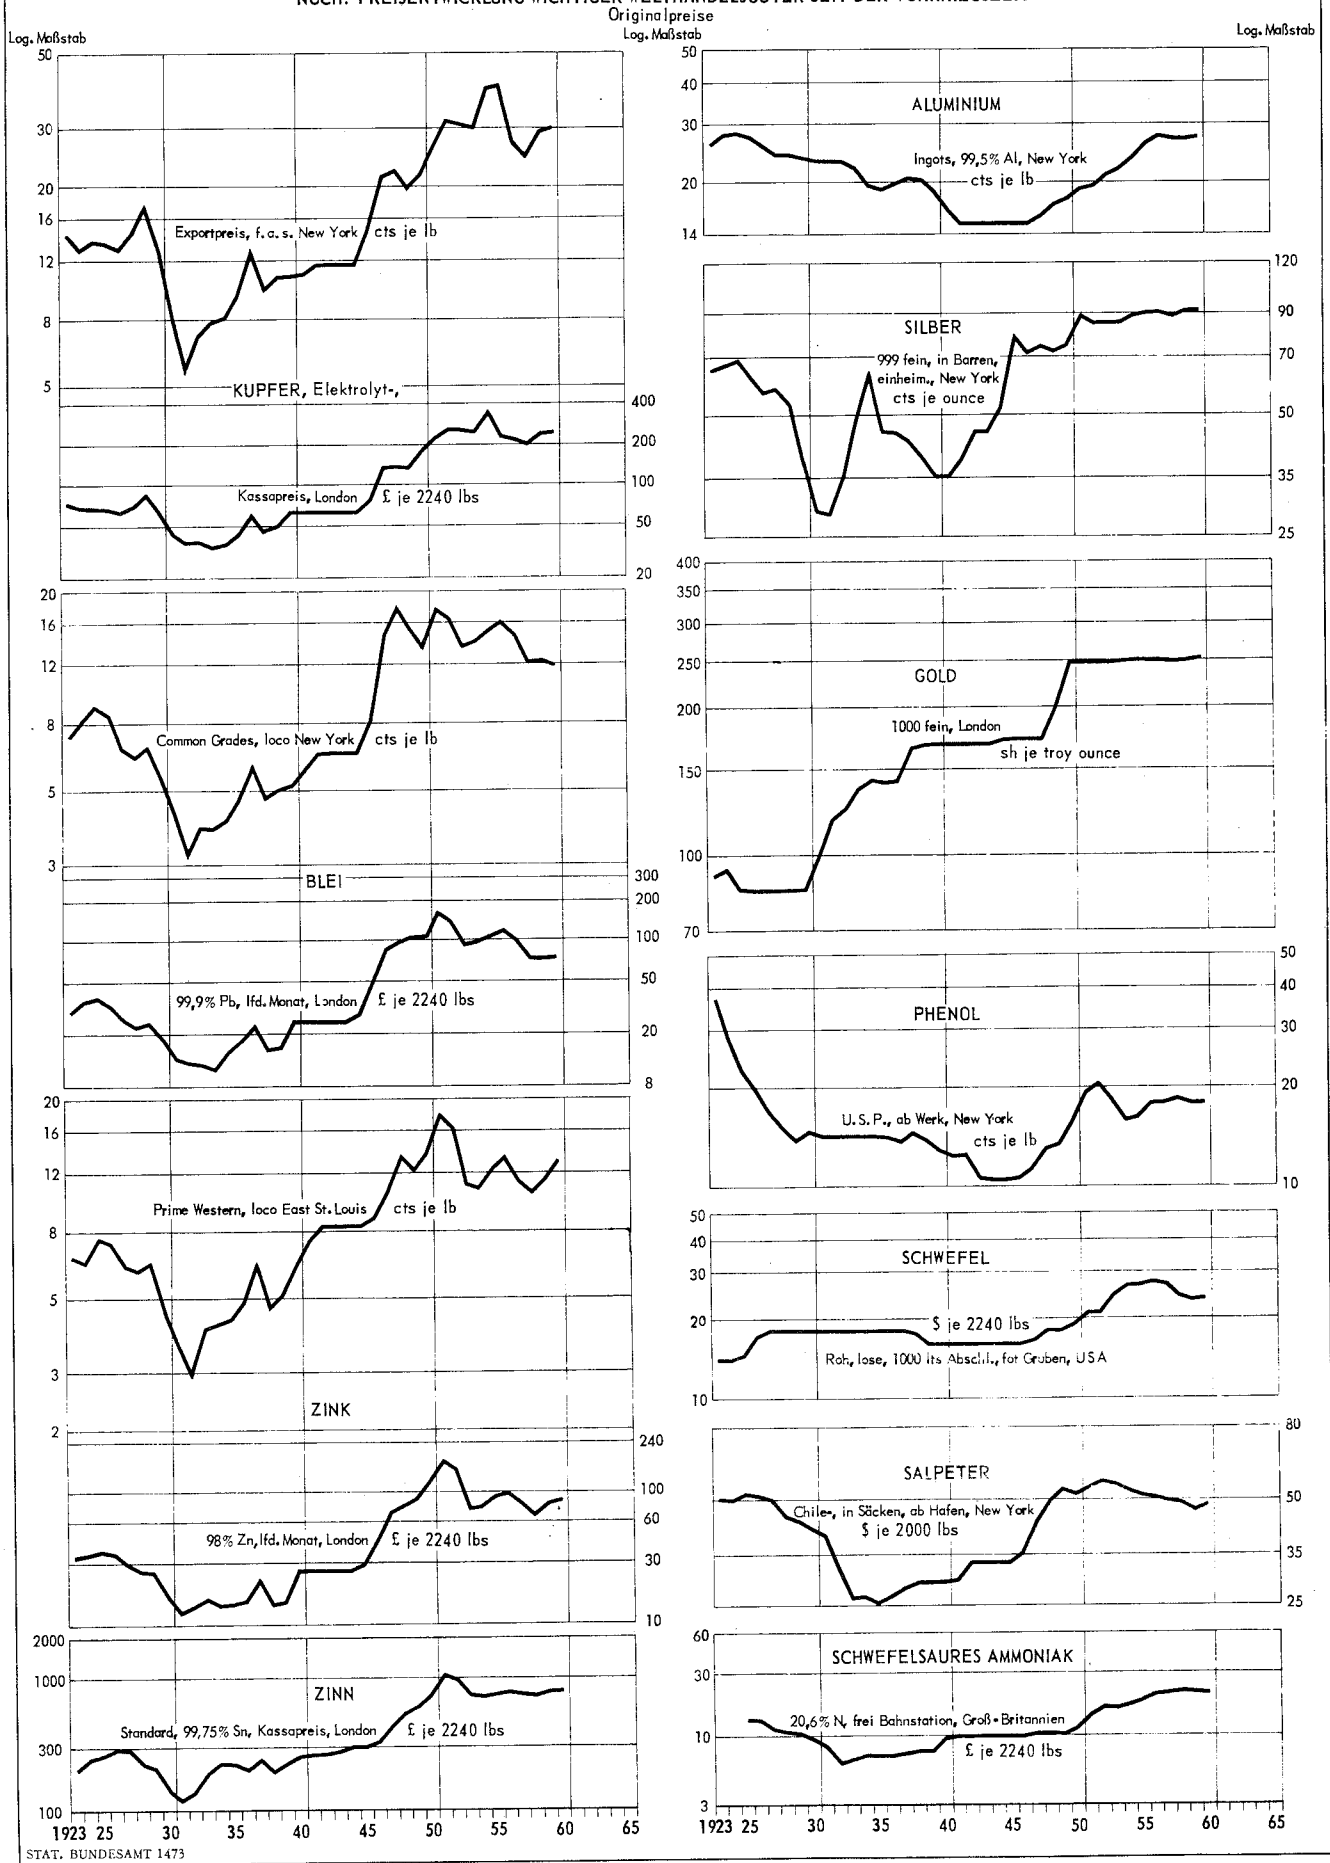 Originalpreise
Log. Maßstab
Log. Maßstab
Log. Maßstab
50
30
20
16
12
8
5
Exportpreis, f.a.s. New York cts je lb
KUPFER, Elektrolyt-,
400
200
100
50
20
Kassapreis, London £ je 2240 lbs
20
16
12
8
5
3
Common Grades, loco New York cts je lb
BLEI
300
200
100
50
20
8
99,9% Pb, lfd. Monat, London £ je 2240 lbs
20
16
12
8
5
3
2
Prime Western, loco East St. Louis cts je lb
ZINK
240
100
60
30
10
98% Zn, lfd. Monat, London £ je 2240 lbs
2000
1000
300
100
ZINN
Standard, 99,75% Sn, Kassapreis, London £ je 2240 lbs
1923 25 30 35 40 45 50 55 60 65
STAT. BUNDESAMT 1473
50
40
30
20
14
ALUMINIUM
Ingots, 99,5% Al, New York
cts je lb
120
90
70
50
35
25
SILBER
999 fein, in Barren,
einheim., New York
cts je ounce
400
350
300
250
200
150
100
70
GOLD
1000 fein, London
sh je troy ounce
50
40
30
20
10
PHENOL
U.S.P., ab Werk, New York
cts je lb
50
40
30
20
10
SCHWEFEL
$ je 2240 lbs
Roh, lose, 1000 lts Abschl., fot Gruben, USA
80
50
35
25
SALPETER
Chile-, in Säcken, ab Hafen, New York
$ je 2000 lbs
60
30
10
3
SCHWEFELSAURES AMMONIAK
20,6% N, frei Bahnstation, Groß-Britannien
£ je 2240 lbs
1923 25 30 35 40 45 50 55 60 65